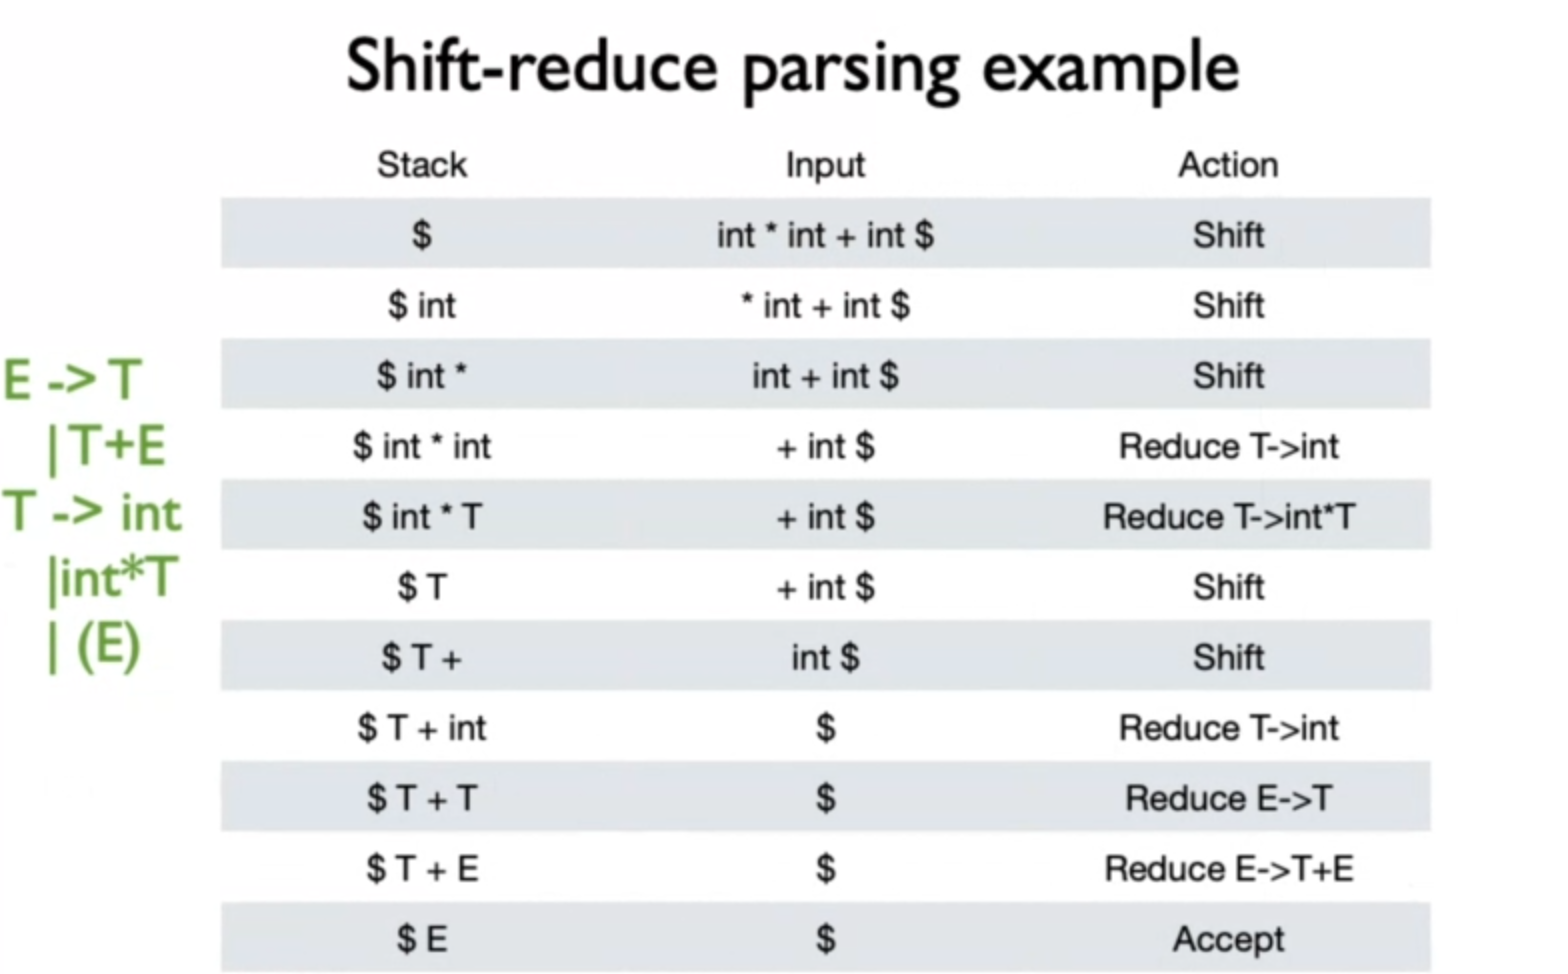 Shift-reduce parsing example
Stack Input Action
$ int * int + int $ Shift
$ int * int + int $ Shift
$ int * int + int $ Shift
$ int * int + int $ Reduce T->int
$ int * T + int $ Reduce T->int*T
$ T + int $ Shift
$ T + int $ Shift
$ T + int $ Reduce T->int
$ T + T $ Reduce E->T
$ T + E $ Reduce E->T+E
$ E $ Accept
E -> T
|T+E
T -> int
|int*T
| (E)